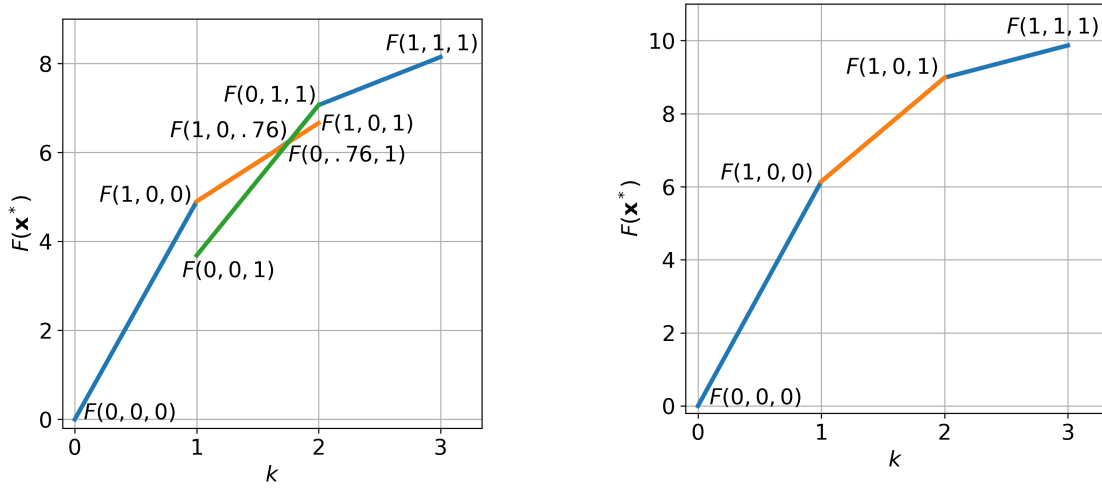 8
6
4
2
0
F(x*)
F(1, 1, 1)
F(0, 1, 1)
F(1, 0, .76)
F(1, 0, 1)
F(0, .76, 1)
F(1, 0, 0)
F(0, 0, 1)
F(0, 0, 0)
0 1 2 3
k
10
8
6
4
2
0
F(x*)
F(1, 1, 1)
F(1, 0, 1)
F(1, 0, 0)
F(0, 0, 0)
0 1 2 3
k